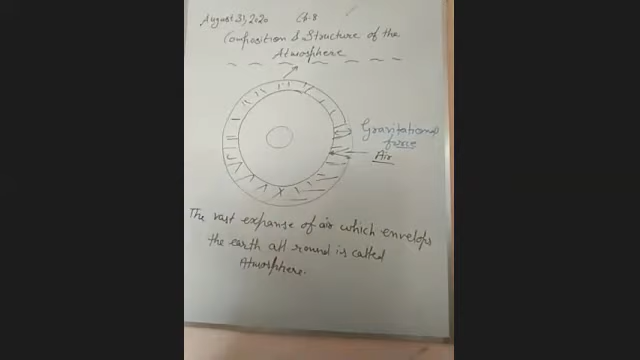 August 31, 2020 Ch. 8
Composition & Structure of the
Atmosphere
Gravitational
force
Air
The vast expanse of air which envelops
the earth all round is called
Atmosphere.